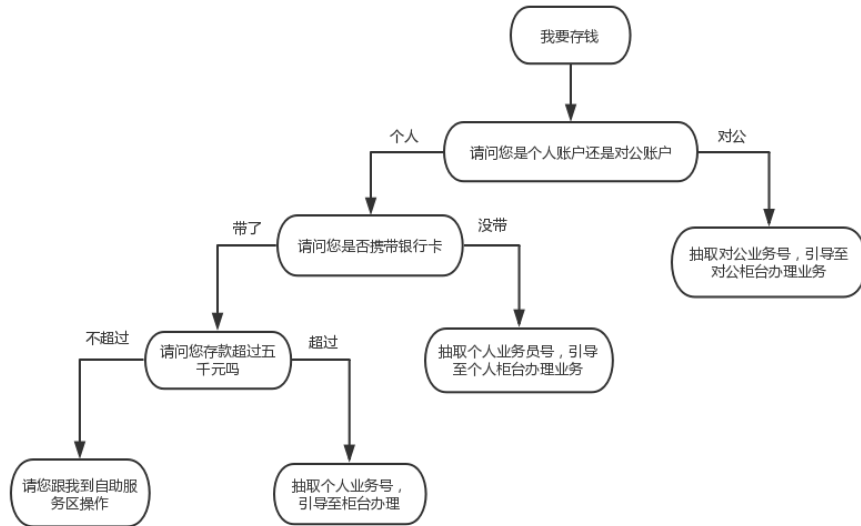 我要存钱
个人
请问您是个人账户还是对公账户
对公
带了
请问您是否携带银行卡
没带
抽取对公业务号，引导至
对公柜台办理业务
不超过
请问您存款超过五
千元吗
超过
抽取个人业务员号，引导
至个人柜台办理业务
请您跟我到自助服
务区操作
抽取个人业务号，
引导至柜台办理